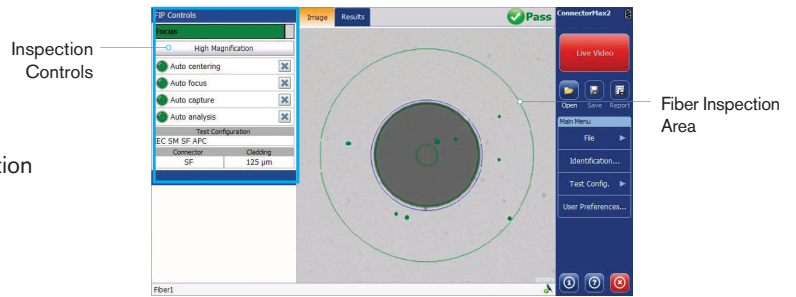 FIP Controls
Focus
High Magnification
Auto centering
Auto focus
Auto capture
Auto analysis
Test Configuration
IEC SM SF APC
Connector Cladding
SF 125 µm
Inspection
Controls
tion
Image Results
Pass
Fiber1
ConnectorMax2
Live Video
Open Save Report
Main Menu
File
Identification...
Test Config.
User Preferences...
Fiber Inspection
Area